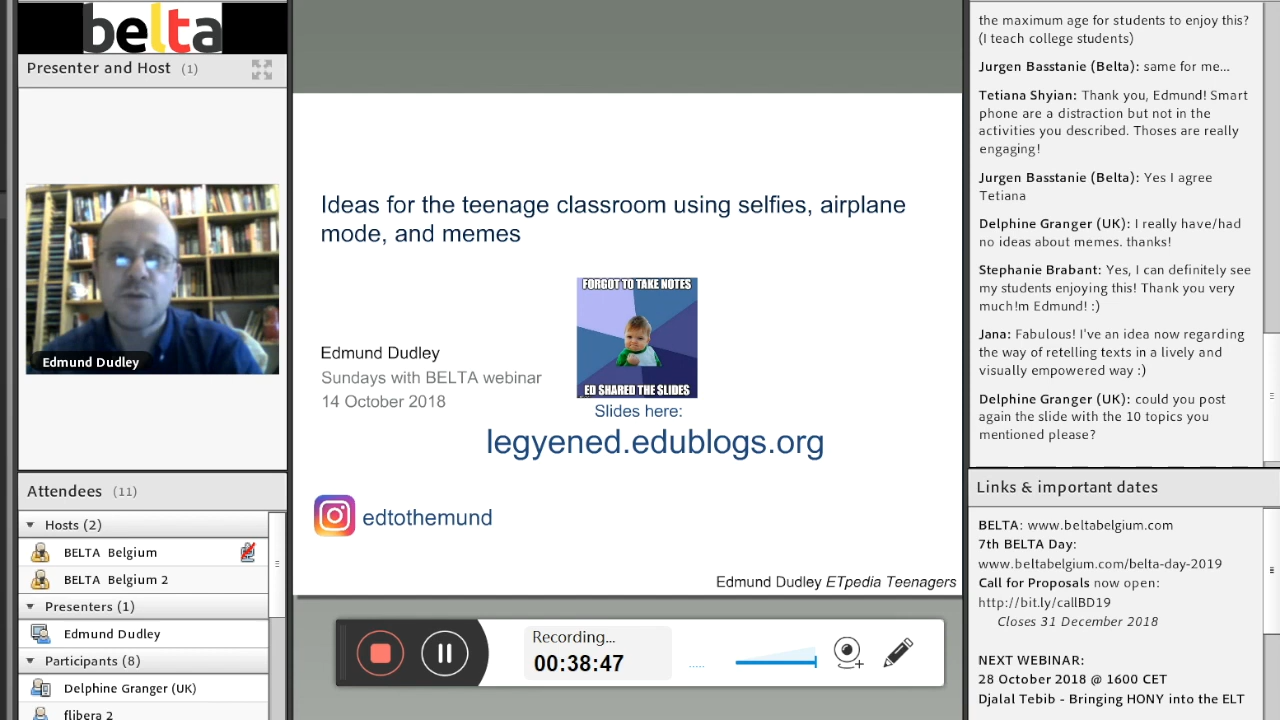 belta
Presenter and Host (1)
Edmund Dudley
Attendees (11)
Hosts (2)
BELTA Belgium
BELTA Belgium 2
Presenters (1)
Edmund Dudley
Participants (8)
Delphine Granger (UK)
flibera 2
Ideas for the teenage classroom using selfies, airplane
mode, and memes
FORGOT TO TAKE NOTES
ED SHARED THE SLIDES
Edmund Dudley
Sundays with BELTA webinar
14 October 2018
Slides here:
legyened.edublogs.org
edtothemund
Edmund Dudley ETpedia Teenagers
Recording...
00:38:47
the maximum age for students to enjoy this?
(I teach college students)
Jurgen Basstanie (Belta): same for me...
Tetiana Shyian: Thank you, Edmund! Smart
phone are a distraction but not in the
activities you described. Thoses are really
engaging!
Jurgen Basstanie (Belta): Yes I agree
Tetiana
Delphine Granger (UK): I really have/had
no ideas about memes. thanks!
Stephanie Brabant: Yes, I can definitely see
my students enjoying this! Thank you very
much!m Edmund! :)
Jana: Fabulous! I've an idea now regarding
the way of retelling texts in a lively and
visually empowered way :)
Delphine Granger (UK): could you post
again the slide with the 10 topics you
mentioned please?
Links & important dates
BELTA: www.beltabelgium.com
7th BELTA Day:
www.beltabelgium.com/belta-day-2019
Call for Proposals now open:
http://bit.ly/callBD19
Closes 31 December 2018
NEXT WEBINAR:
28 October 2018 @ 1600 CET
Djalal Tebib - Bringing HONY into the ELT